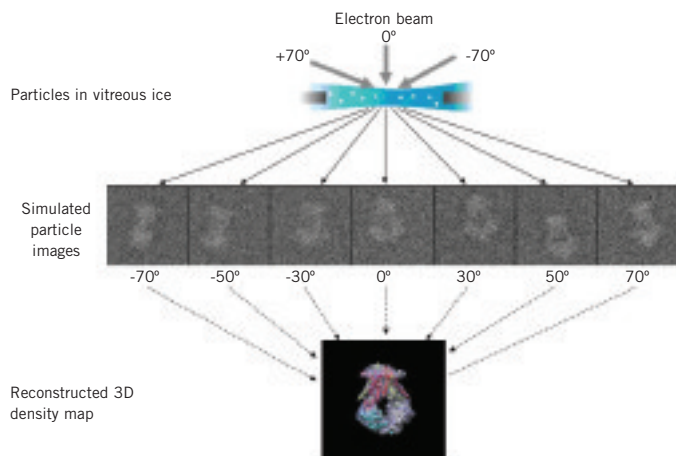 Electron beam
0º
+70º
-70º
Particles in vitreous ice
Simulated
particle
images
-70º
-50º
-30º
0º
30º
50º
70º
Reconstructed 3D
density map